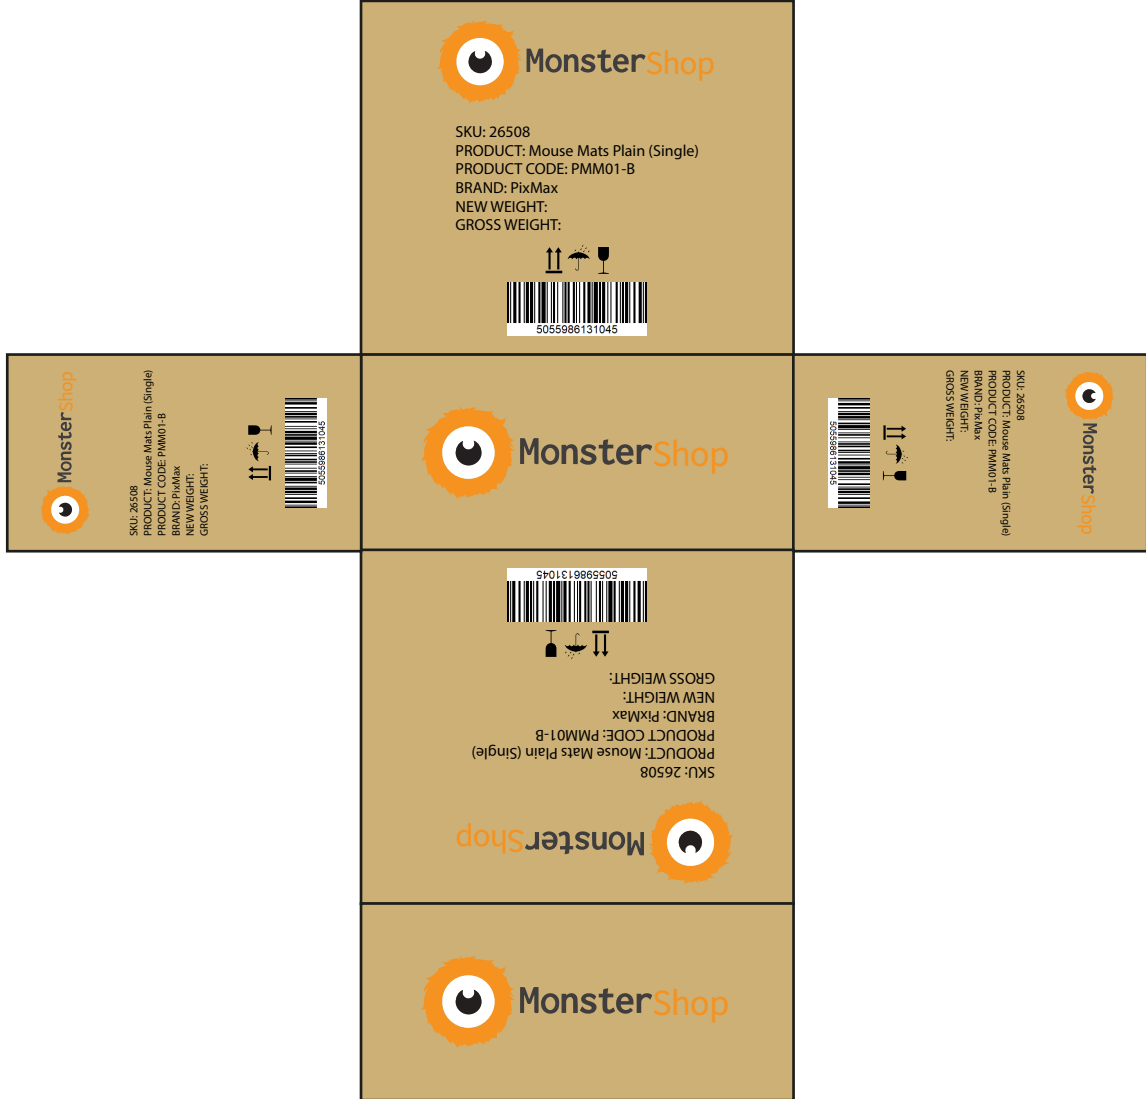 MonsterShop
SKU: 26508
PRODUCT: Mouse Mats Plain (Single)
PRODUCT CODE: PMM01-B
BRAND: PixMax
NEW WEIGHT:
GROSS WEIGHT:
5055986131045
MonsterShop
SKU: 26508
PRODUCT: Mouse Mats Plain (Single)
PRODUCT CODE: PMM01-B
BRAND: PixMax
NEW WEIGHT:
GROSS WEIGHT:
5055986131045
MonsterShop
MonsterShop
SKU: 26508
PRODUCT: Mouse Mats Plain (Single)
PRODUCT CODE: PMM01-B
BRAND: PixMax
NEW WEIGHT:
GROSS WEIGHT:
5055986131045
MonsterShop
SKU: 26508
PRODUCT: Mouse Mats Plain (Single)
PRODUCT CODE: PMM01-B
BRAND: PixMax
NEW WEIGHT:
GROSS WEIGHT:
5055986131045
MonsterShop